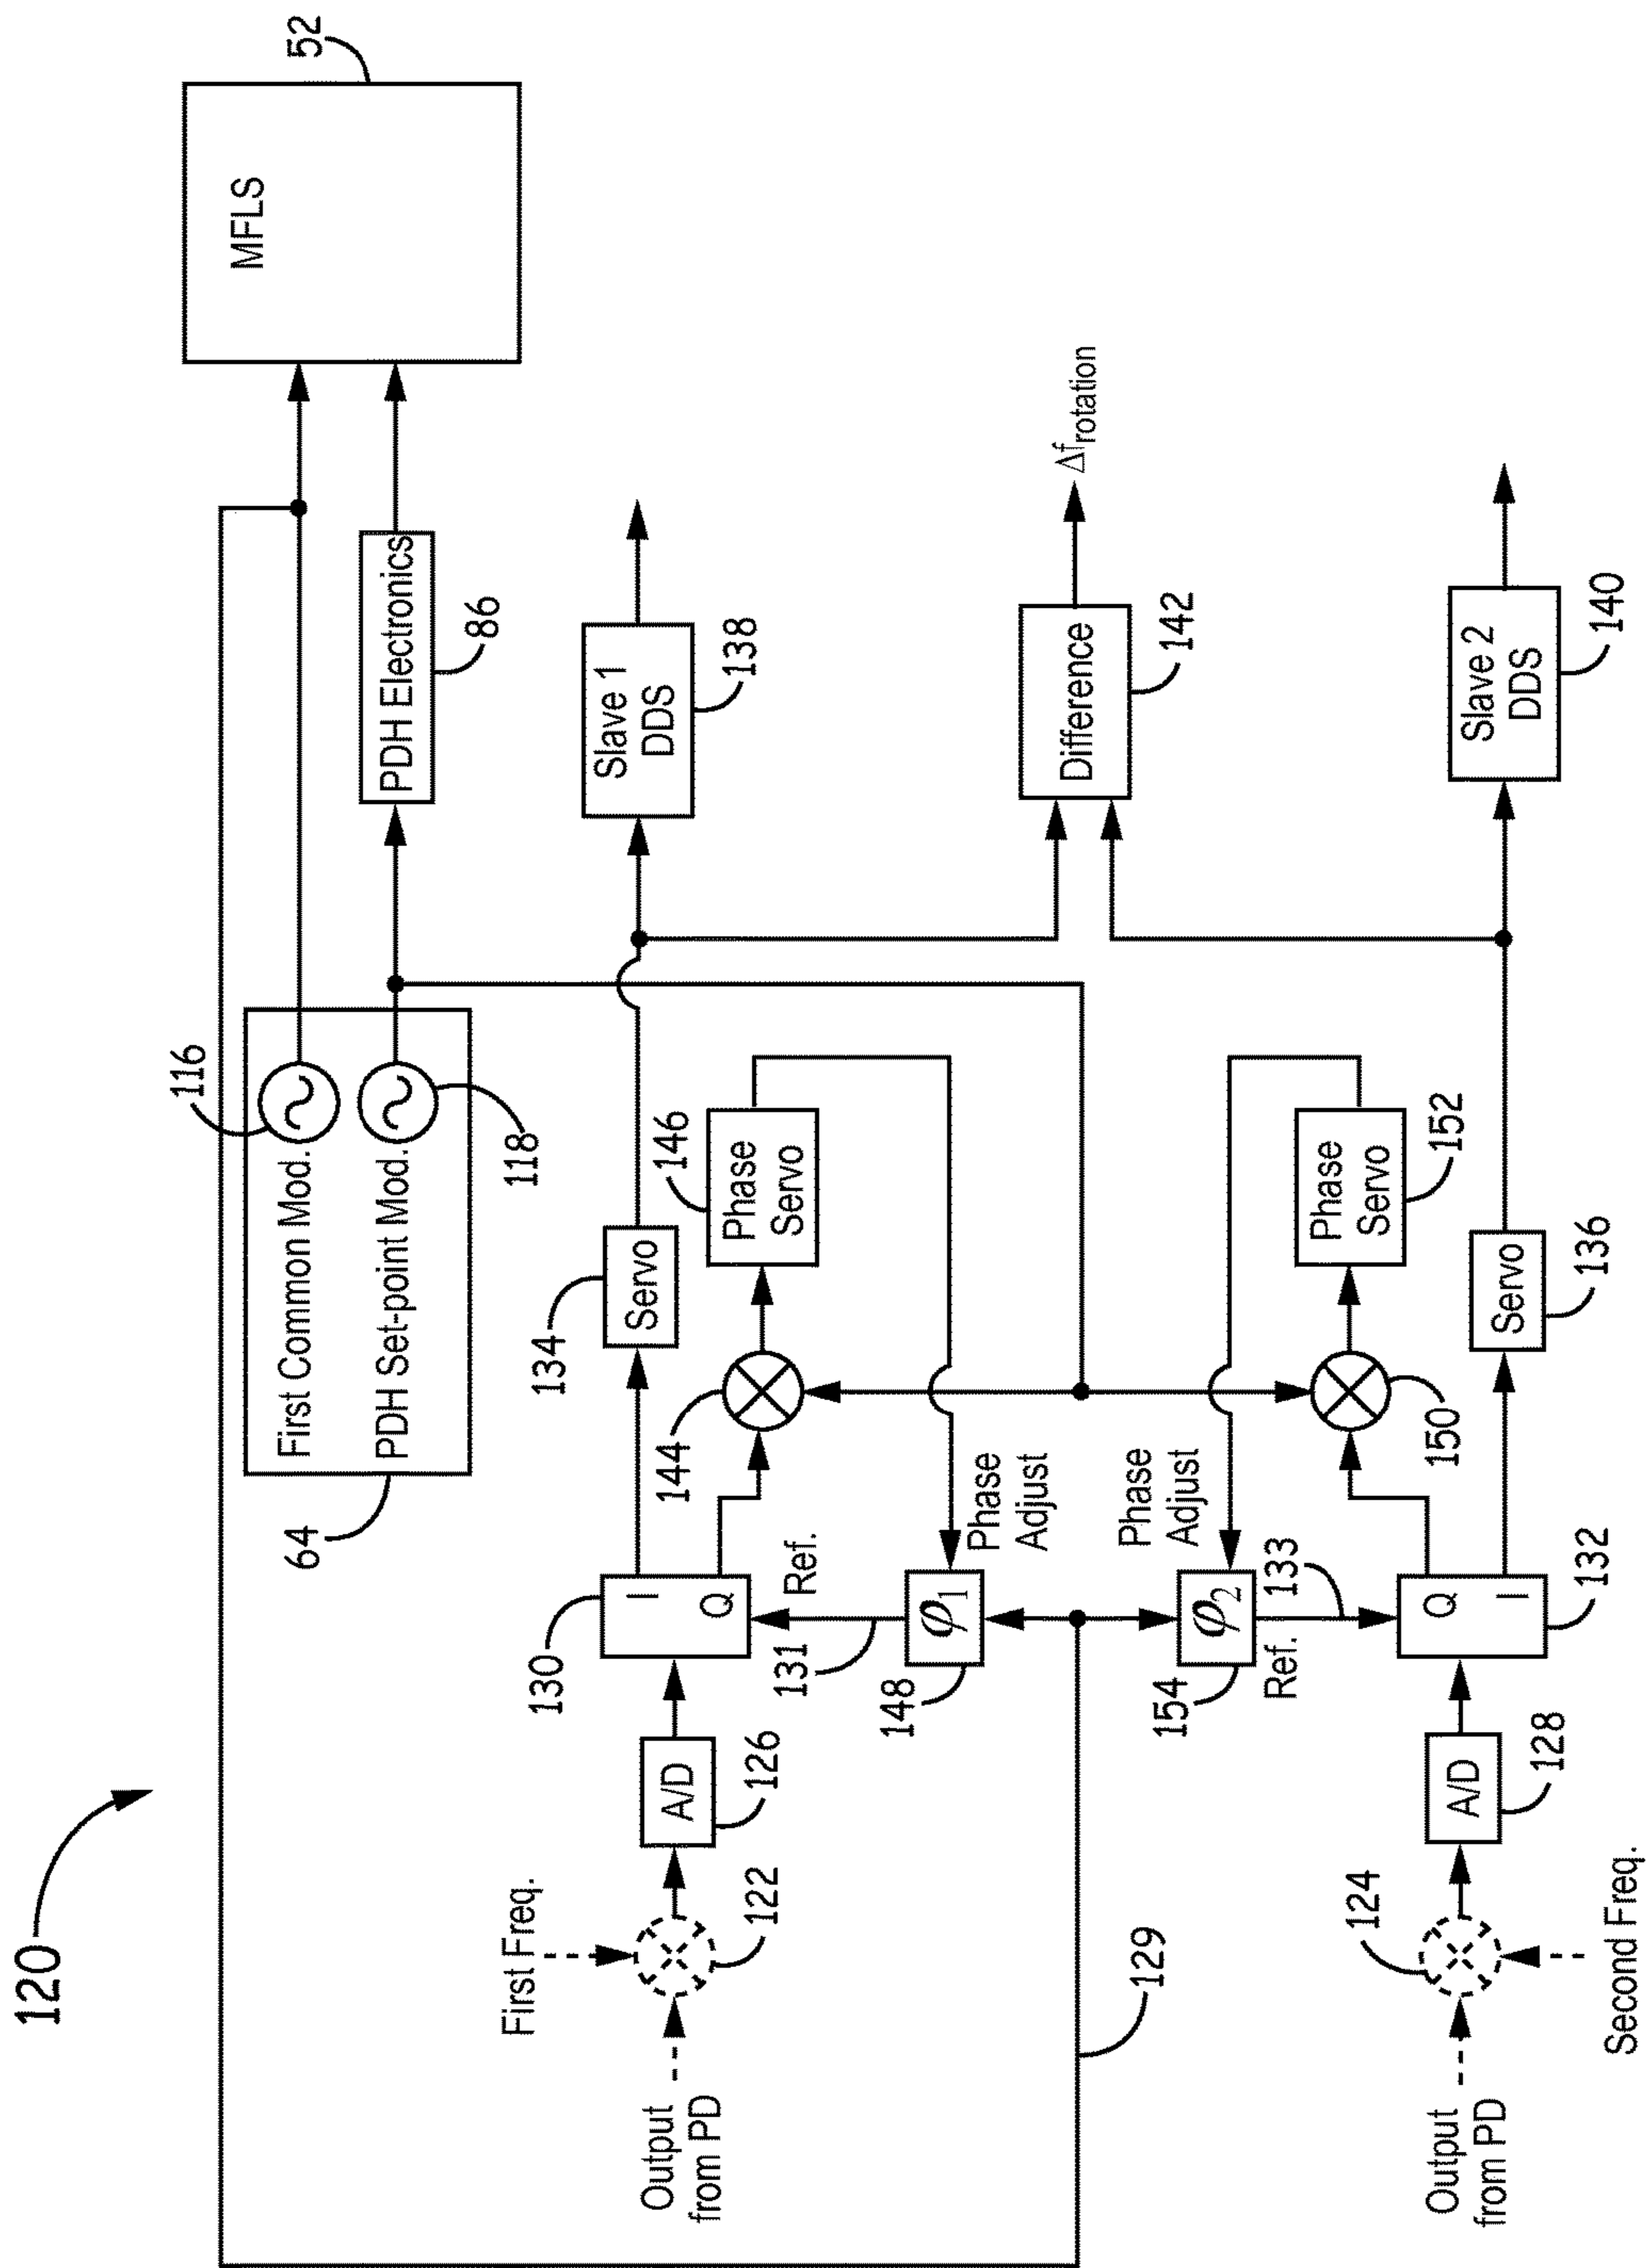 120
52
MFLS
116
First Common Mod.
PDH Set-point Mod.
118
64
PDH Electronics
86
134
Servo
Slave 1
DDS
138
146
Phase
Servo
144
130
I
Q
Ref.
131
First Freq.
Output
from PD
122
A/D
126
φ1
148
Phase
Adjust
Difference
142
Δfrotation
129
Phase
Adjust
φ2
154
Ref.
133
Phase
Servo
152
150
Q
I
132
Servo
136
Slave 2
DDS
140
124
Output
from PD
A/D
128
Second Freq.